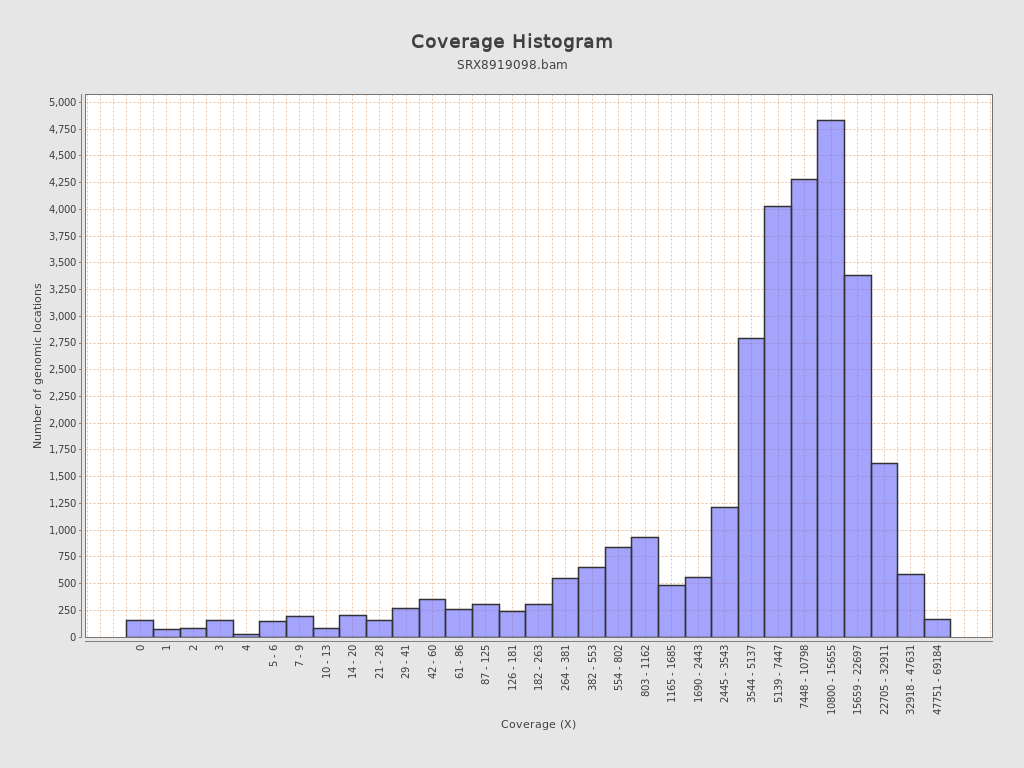 Coverage Histogram
SRX8919098.bam
Number of genomic locations
5,000
4,750
4,500
4,250
4,000
3,750
3,500
3,250
3,000
2,750
2,500
2,250
2,000
1,750
1,500
1,250
1,000
750
500
250
0
0
1
2
3
4
5 - 6
7 - 9
10 - 13
14 - 20
21 - 28
29 - 41
42 - 60
61 - 86
87 - 125
126 - 181
182 - 263
264 - 381
382 - 553
554 - 802
803 - 1162
1165 - 1685
1690 - 2443
2445 - 3543
3544 - 5137
5139 - 7447
7448 - 10798
10800 - 15655
15659 - 22697
22705 - 32911
32918 - 47631
47751 - 69184
Coverage (X)